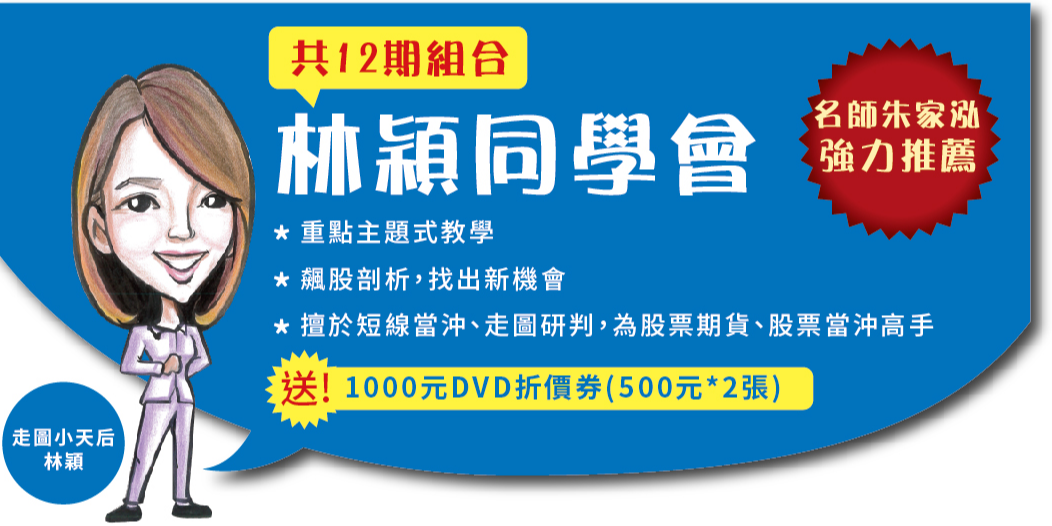 共12期組合
林穎同學會
名師朱家泓
強力推薦
★ 重點主題式教學
★ 飆股剖析，找出新機會
★ 擅於短線當沖、走圖研判，為股票期貨、股票當沖高手
送! 1000元DVD折價券(500元*2張)
走圖小天后
林穎